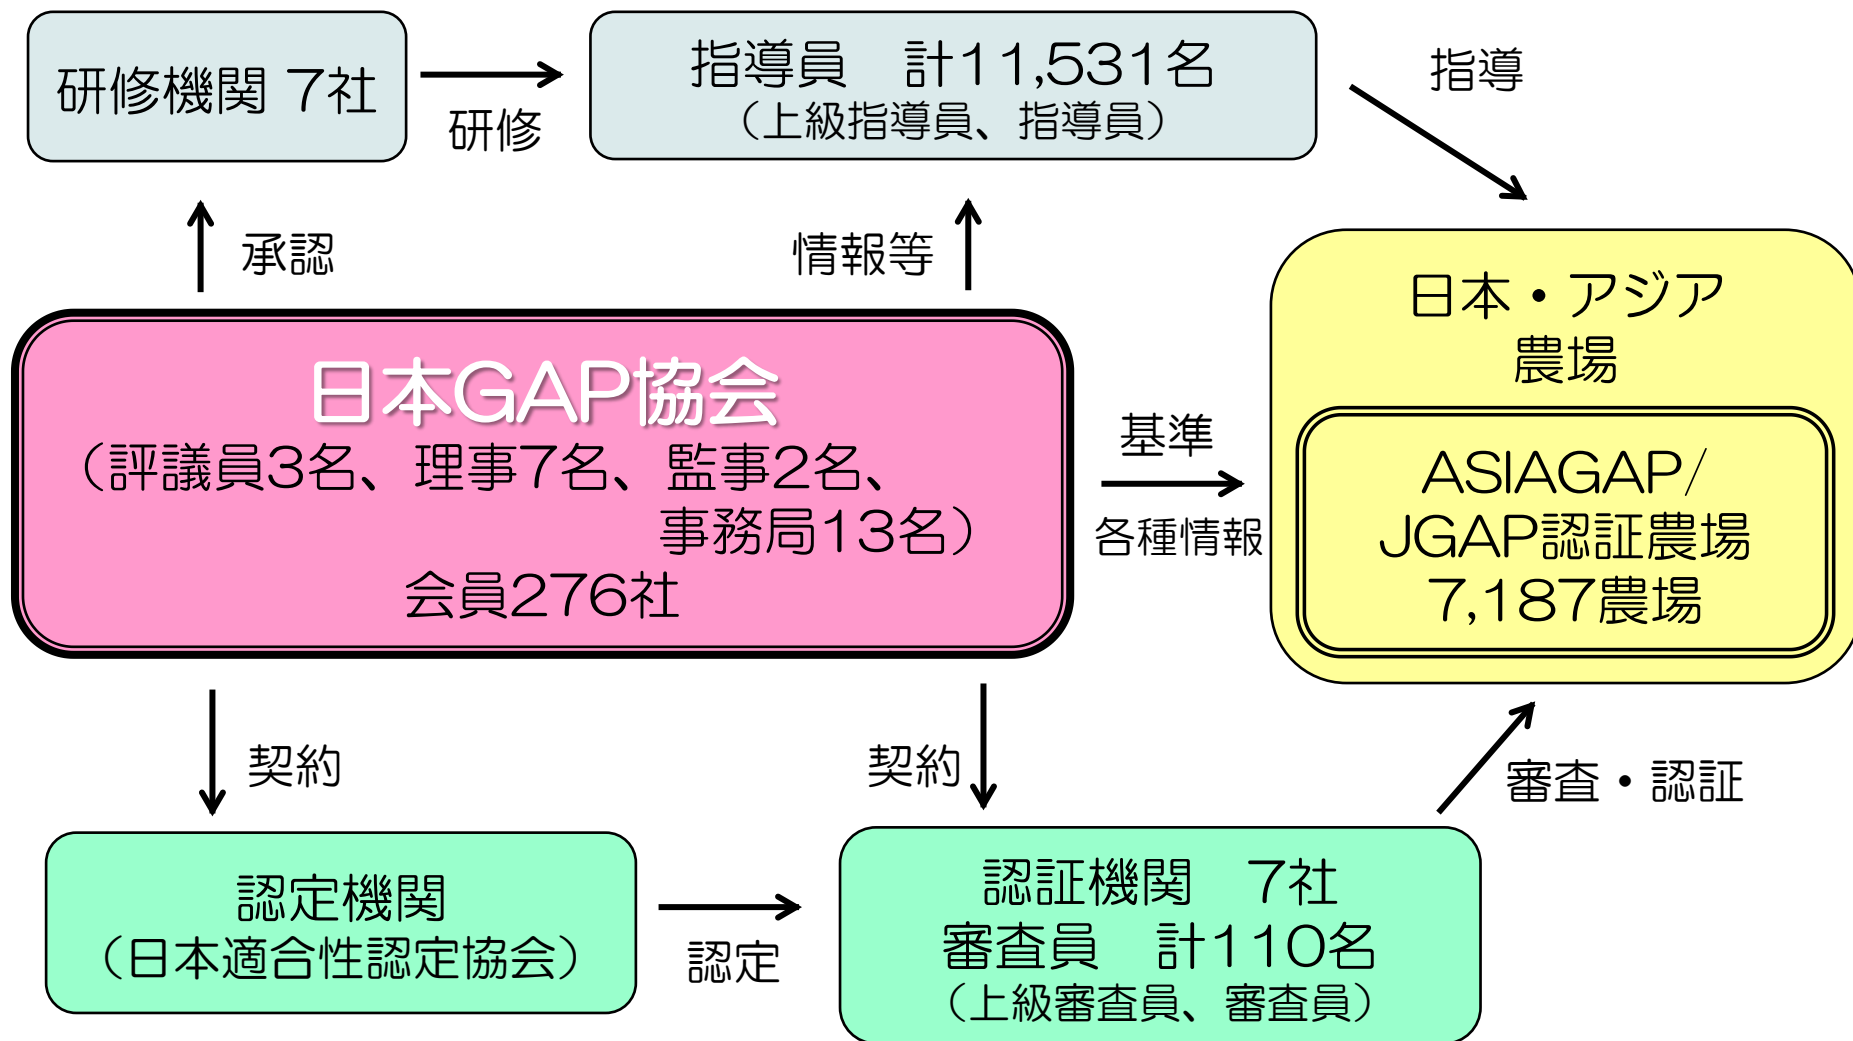 研修機関 7社
研修
指導員　計11,531名
（上級指導員、指導員）
指導
承認
情報等
日本GAP協会
（評議員3名、理事7名、監事2名、
事務局13名）
会員276社
基準
各種情報
日本・アジア
農場
ASIAGAP/
JGAP認証農場
7,187農場
契約
契約
審査・認証
認定機関
（日本適合性認定協会）
認定
認証機関　7社
審査員　計110名
（上級審査員、審査員）